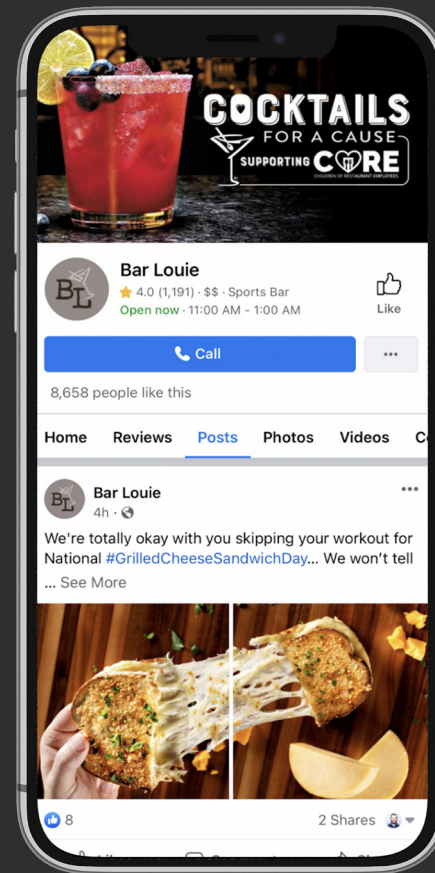 COCKTAILS
FOR A CAUSE
SUPPORTING CORE
CHILDREN OF RESTAURANT EMPLOYEES
BL
Bar Louie
4.0 (1,191) · $$ · Sports Bar
Open now · 11:00 AM - 1:00 AM
Like
Call
8,658 people like this
Home Reviews Posts Photos Videos
BL
Bar Louie
4h ·
We're totally okay with you skipping your workout for
National #GrilledCheeseSandwichDay... We won't tell
... See More
8
2 Shares